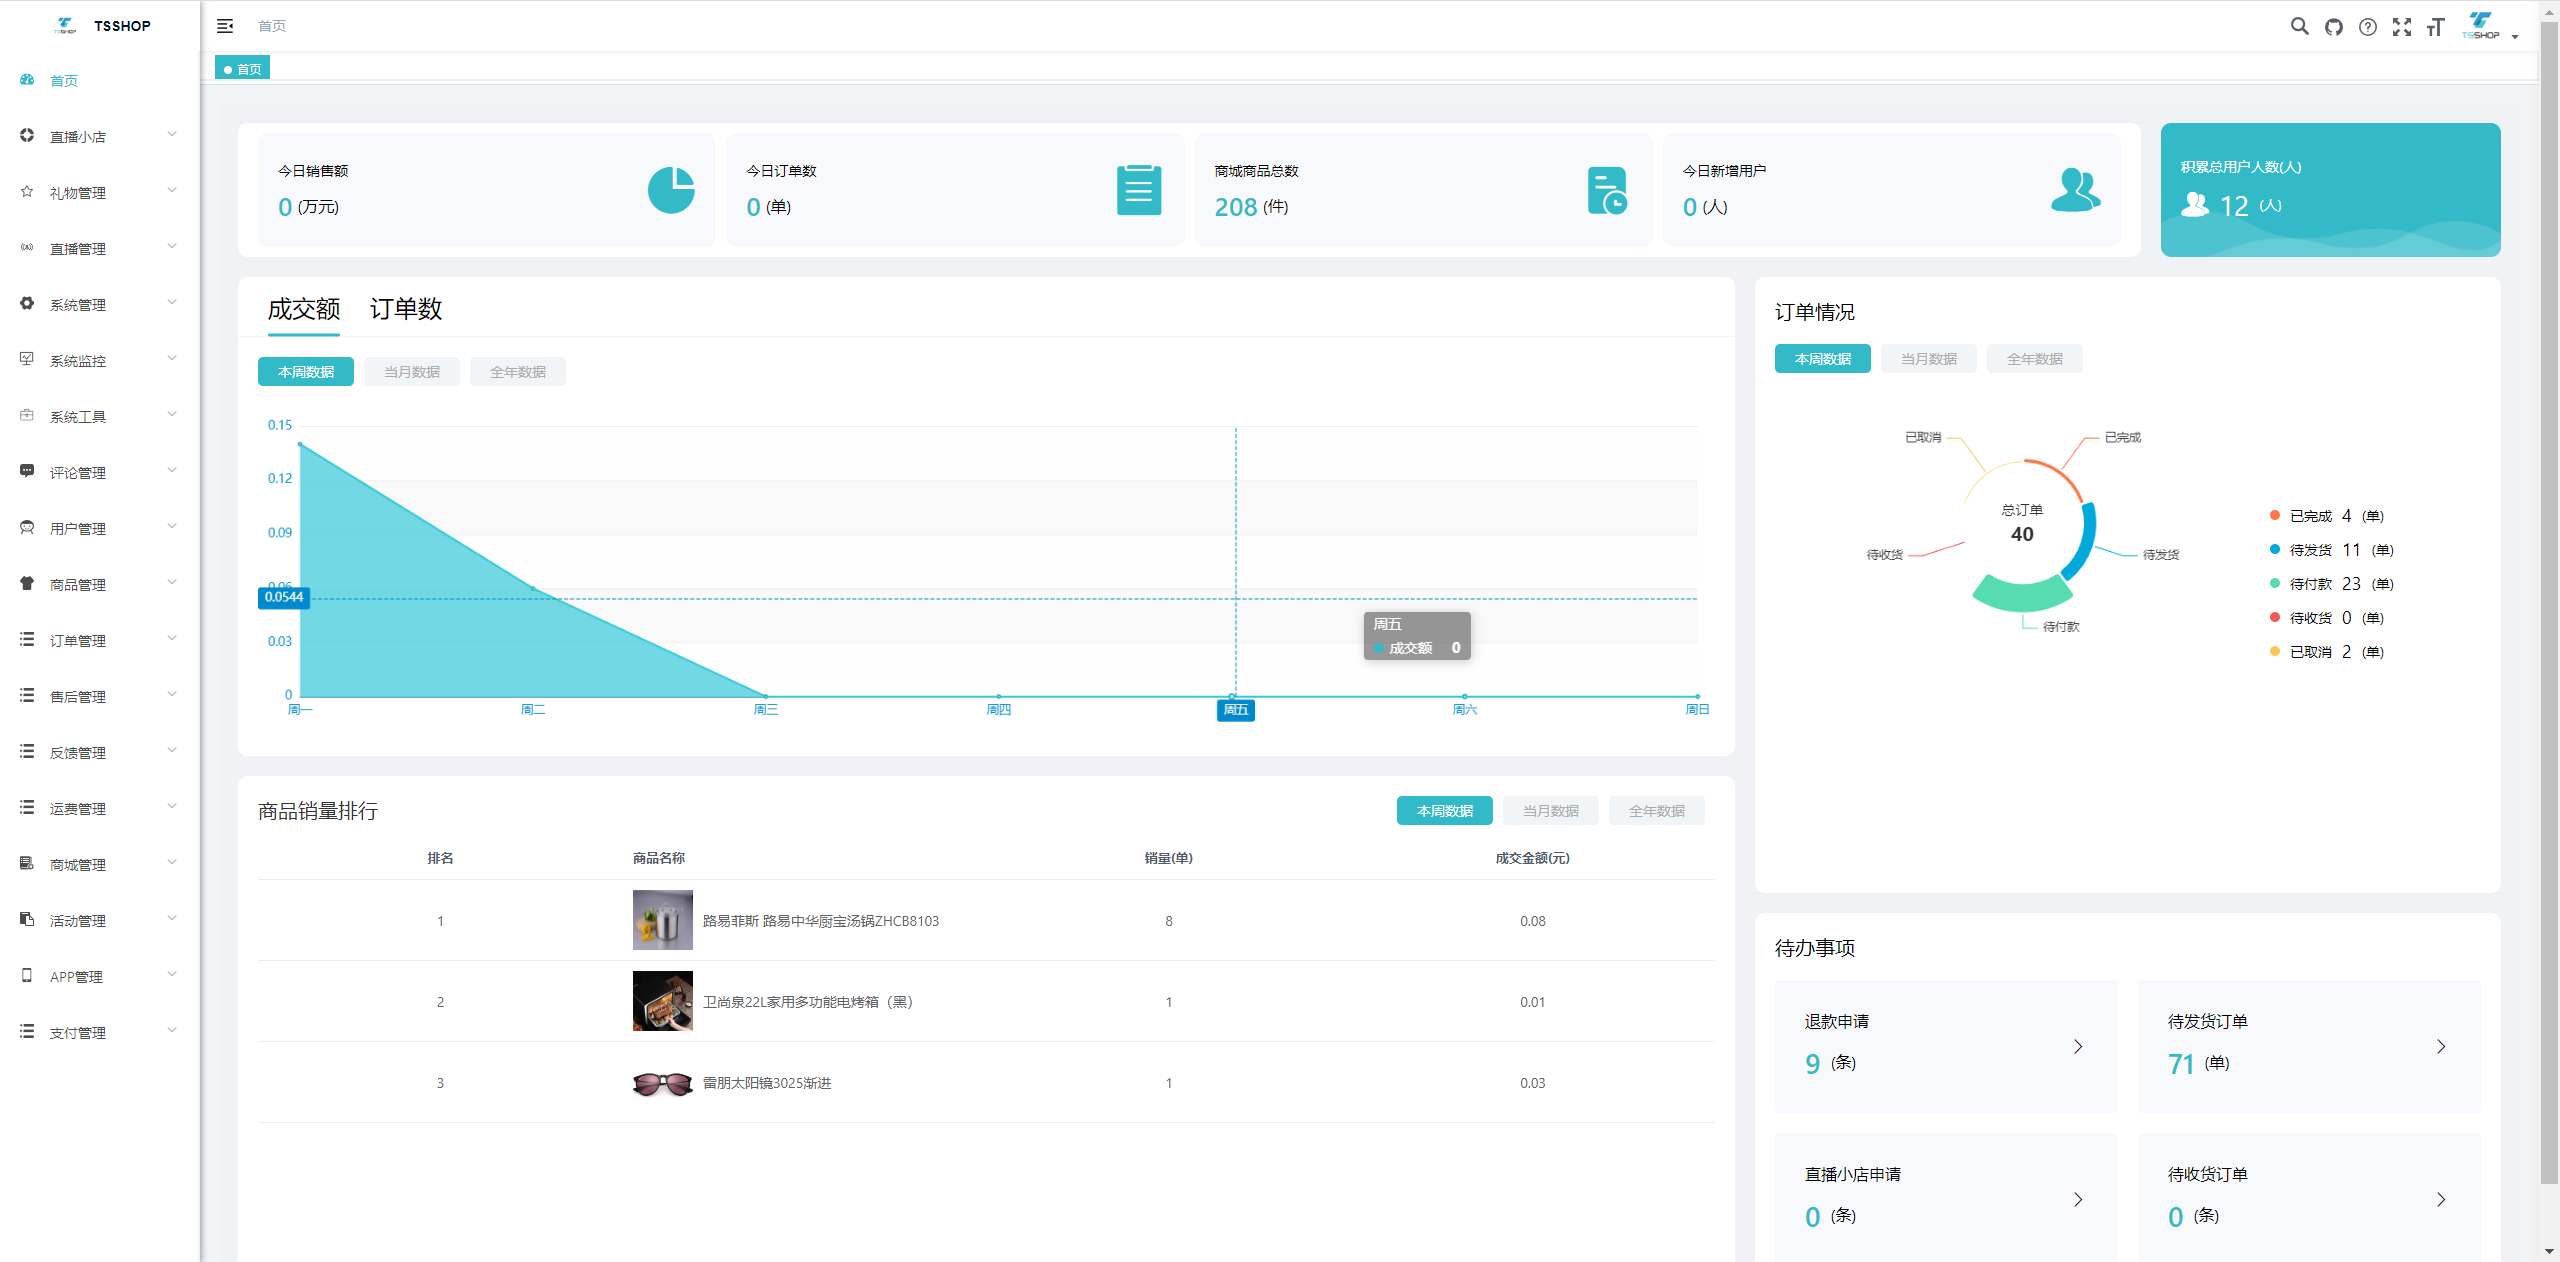 TSSHOP
TSSHOP
首页
直播小店
礼物管理
直播管理
系统管理
系统监控
系统工具
评论管理
用户管理
商品管理
订单管理
售后管理
反馈管理
运费管理
商城管理
活动管理
APP管理
支付管理
首页
TSSHOP
首页
今日销售额
0 (万元)
今日订单数
0 (单)
商城商品总数
208 (件)
今日新增用户
0 (人)
积累总用户人数(人)
12 (人)
成交额 订单数
本周数据 当月数据 全年数据
0.15
0.12
0.09
0.06
0.0544
0.03
0
周五
成交额 0
周一 周二 周三 周四 周五 周六 周日
订单情况
本周数据 当月数据 全年数据
已取消 已完成
总订单
40
待收货 待发货
待付款
已完成 4 (单)
待发货 11 (单)
待付款 23 (单)
待收货 0 (单)
已取消 2 (单)
商品销量排行
本周数据 当月数据 全年数据
排名 商品名称 销量(单) 成交金额(元)
1 路易菲斯 路易中华厨宝汤锅ZHCB8103 8 0.08
2 卫尚泉22L家用多功能电烤箱（黑） 1 0.01
3 雷朋太阳镜3025渐进 1 0.03
待办事项
退款申请
9 (条)
待发货订单
71 (单)
直播小店申请
0 (条)
待收货订单
0 (条)